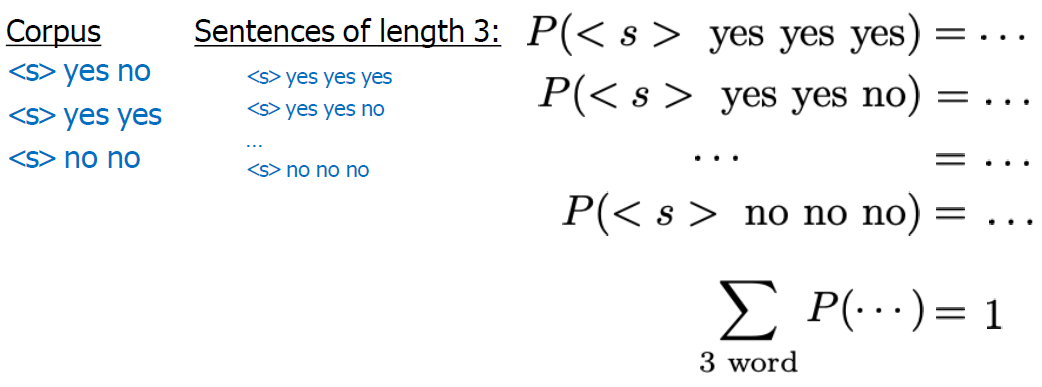 Corpus
<s> yes no
<s> yes yes
<s> no no
Sentences of length 3:
<s> yes yes yes
<s> yes yes no
...
<s> no no no
P(< s > yes yes yes) = ···
P(< s > yes yes no) = ...
··· = ...
P(< s > no no no) = ...
∑ P(···) = 1
3 word